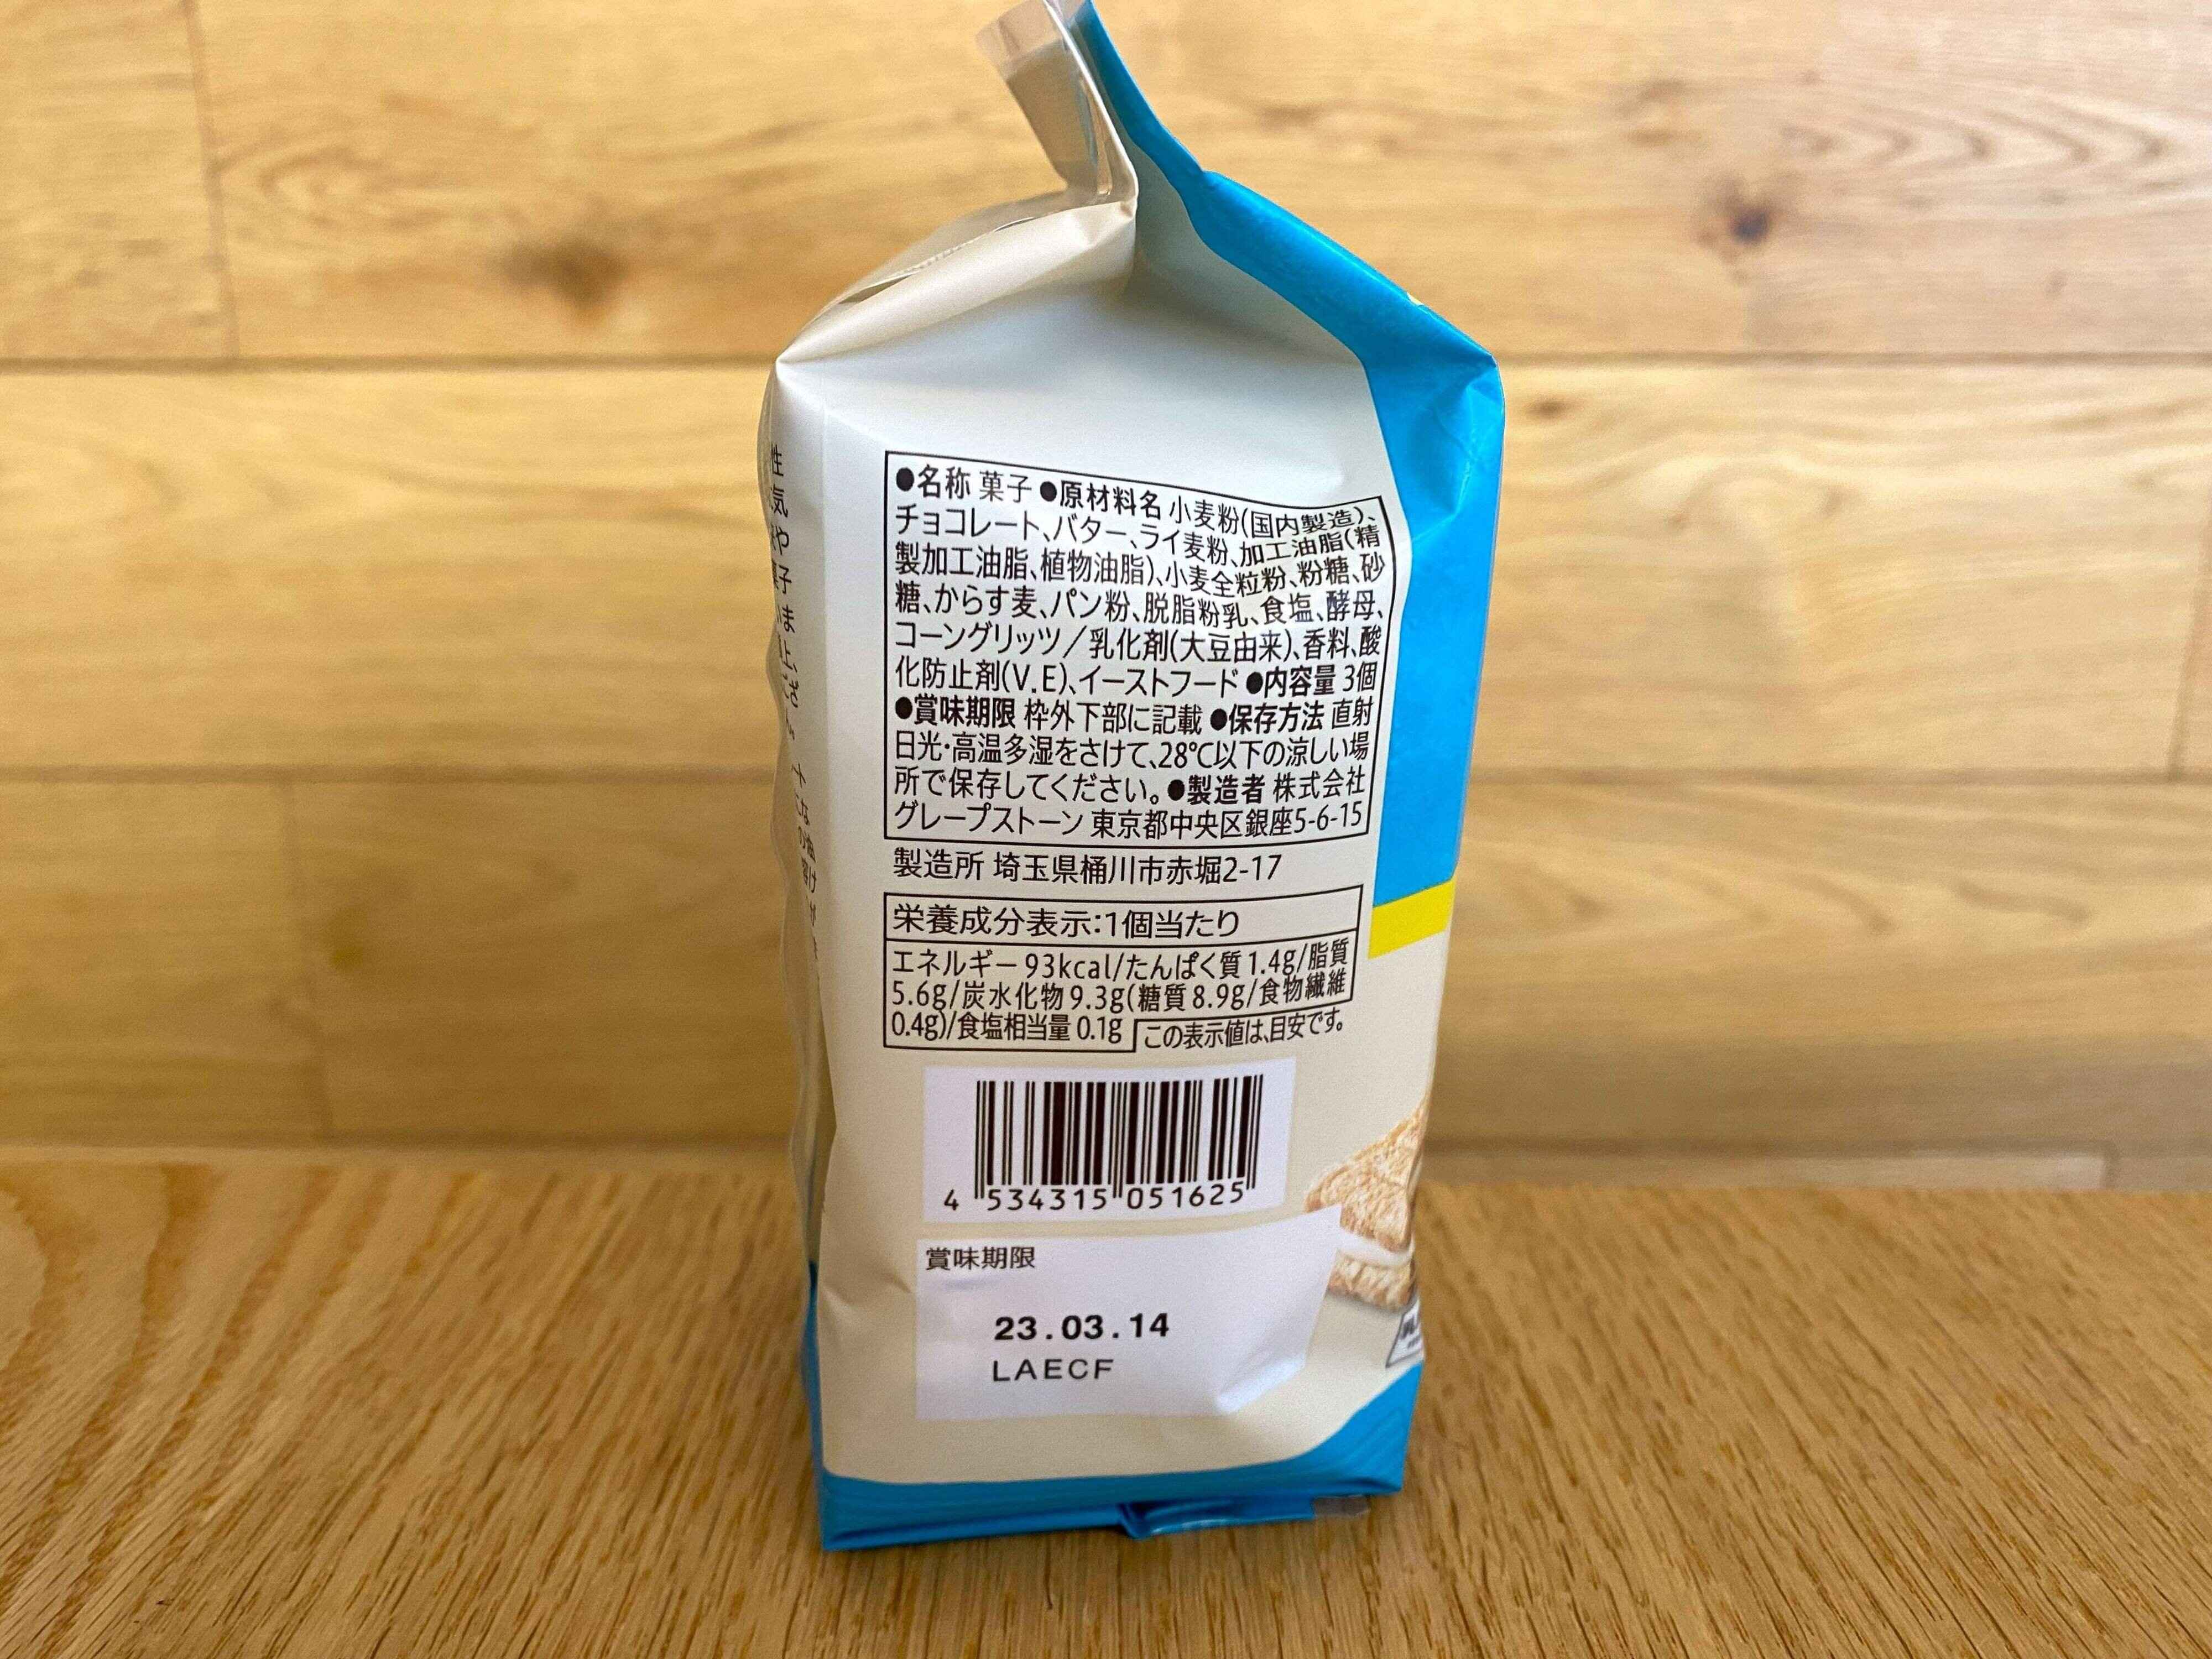 ●名称 菓子 ●原材料名 小麦粉(国内製造)、
チョコレート、バター、ライ麦粉、加工油脂(精
製加工油脂、植物油脂)、小麦全粒粉、粉糖、砂
糖、からす麦、パン粉、脱脂粉乳、食塩、酵母、
コーングリッツ／乳化剤(大豆由来)、香料、酸
化防止剤(V.E)、イーストフード ●内容量 3個
●賞味期限 枠外下部に記載 ●保存方法 直射
日光・高温多湿をさけて、28℃以下の涼しい場
所で保存してください。●製造者 株式会社
グレープストーン 東京都中央区銀座5-6-15
製造所 埼玉県桶川市赤堀2-17
栄養成分表示:1個当たり
エネルギー 93kcal/たんぱく質 1.4g/脂質
5.6g/炭水化物 9.3g(糖質 8.9g/食物繊維
0.4g)/食塩相当量 0.1g この表示値は、目安です。
4 534315 051625
賞味期限
23.03.14
LAECF